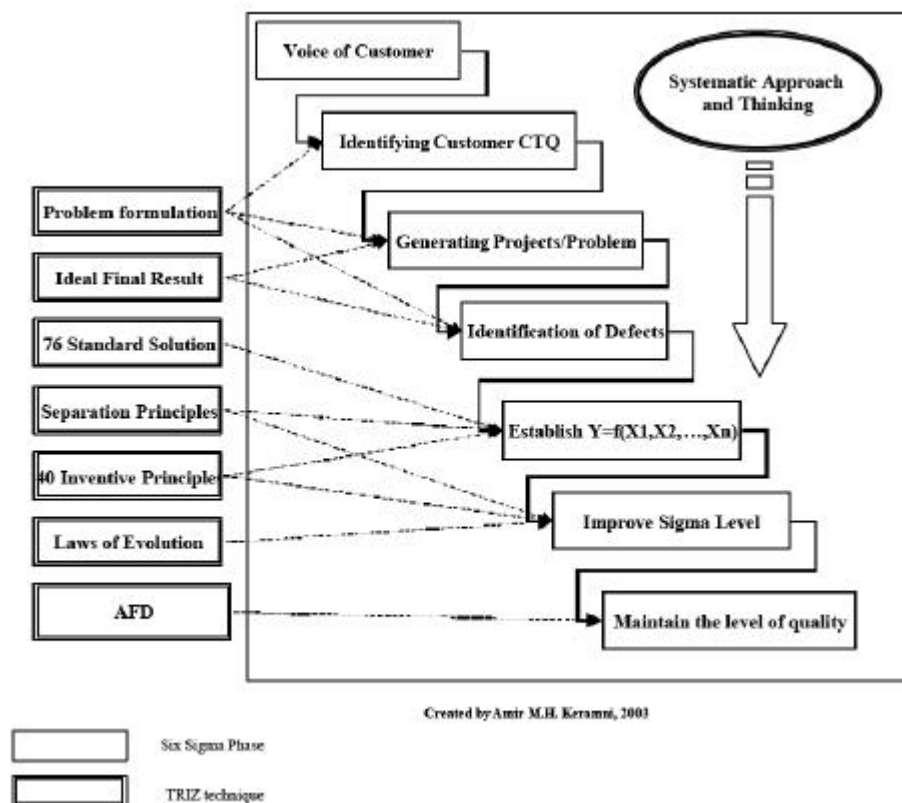 Voice of Customer
Systematic Approach
and Thinking
Identifying Customer CTQ
Problem formulation
Generating Projects/Problem
Ideal Final Result
Identification of Defects
76 Standard Solution
Separation Principles
Establish Y=f(X1,X2,…,Xn)
40 Inventive Principle
Improve Sigma Level
Laws of Evolution
AFD
Maintain the level of quality
Created by Amir M.H. Keramni, 2003
Six Sigma Phase
TRIZ technique